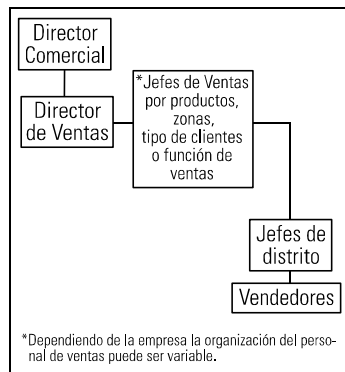 Director
Comercial
Director
de Ventas
*Jefes de Ventas
por productos,
zonas,
tipo de clientes
o función de
ventas
Jefes de
distrito
Vendedores
*Dependiendo de la empresa la organización del perso-
nal de ventas puede ser variable.